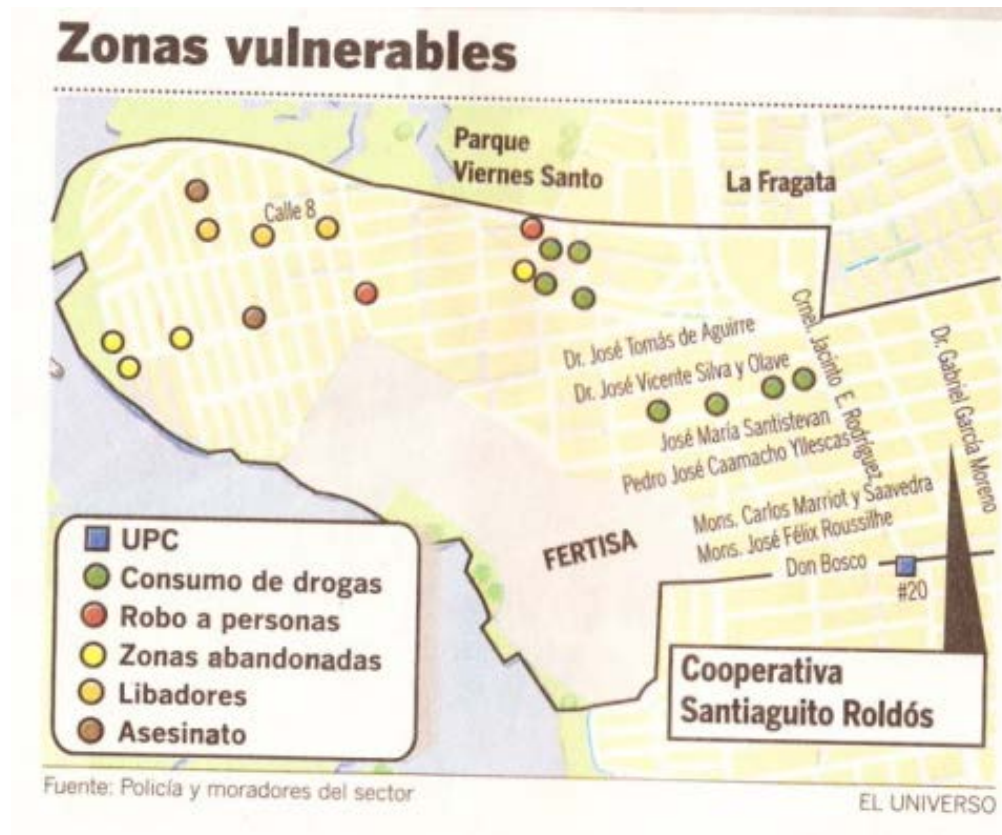 Zonas vulnerables
Parque
Viernes Santo
La Fragata
Calle 8
Dr. José Tomás de Aguirre
Dr. José Vicente Silva y Olave
Crnel. Jacinto E. Rodríguez
Dr. Gabriel García Moreno
José María Santistevan
Pedro José Caamacho Yllescas
Mons. Carlos Marriot y Saavedra
Mons. José Félix Roussilhe
Don Bosco
#20
FERTISA
UPC
Consumo de drogas
Robo a personas
Zonas abandonadas
Libadores
Asesinato
Cooperativa
Santiaguito Roldós
Fuente: Policía y moradores del sector
EL UNIVERSO